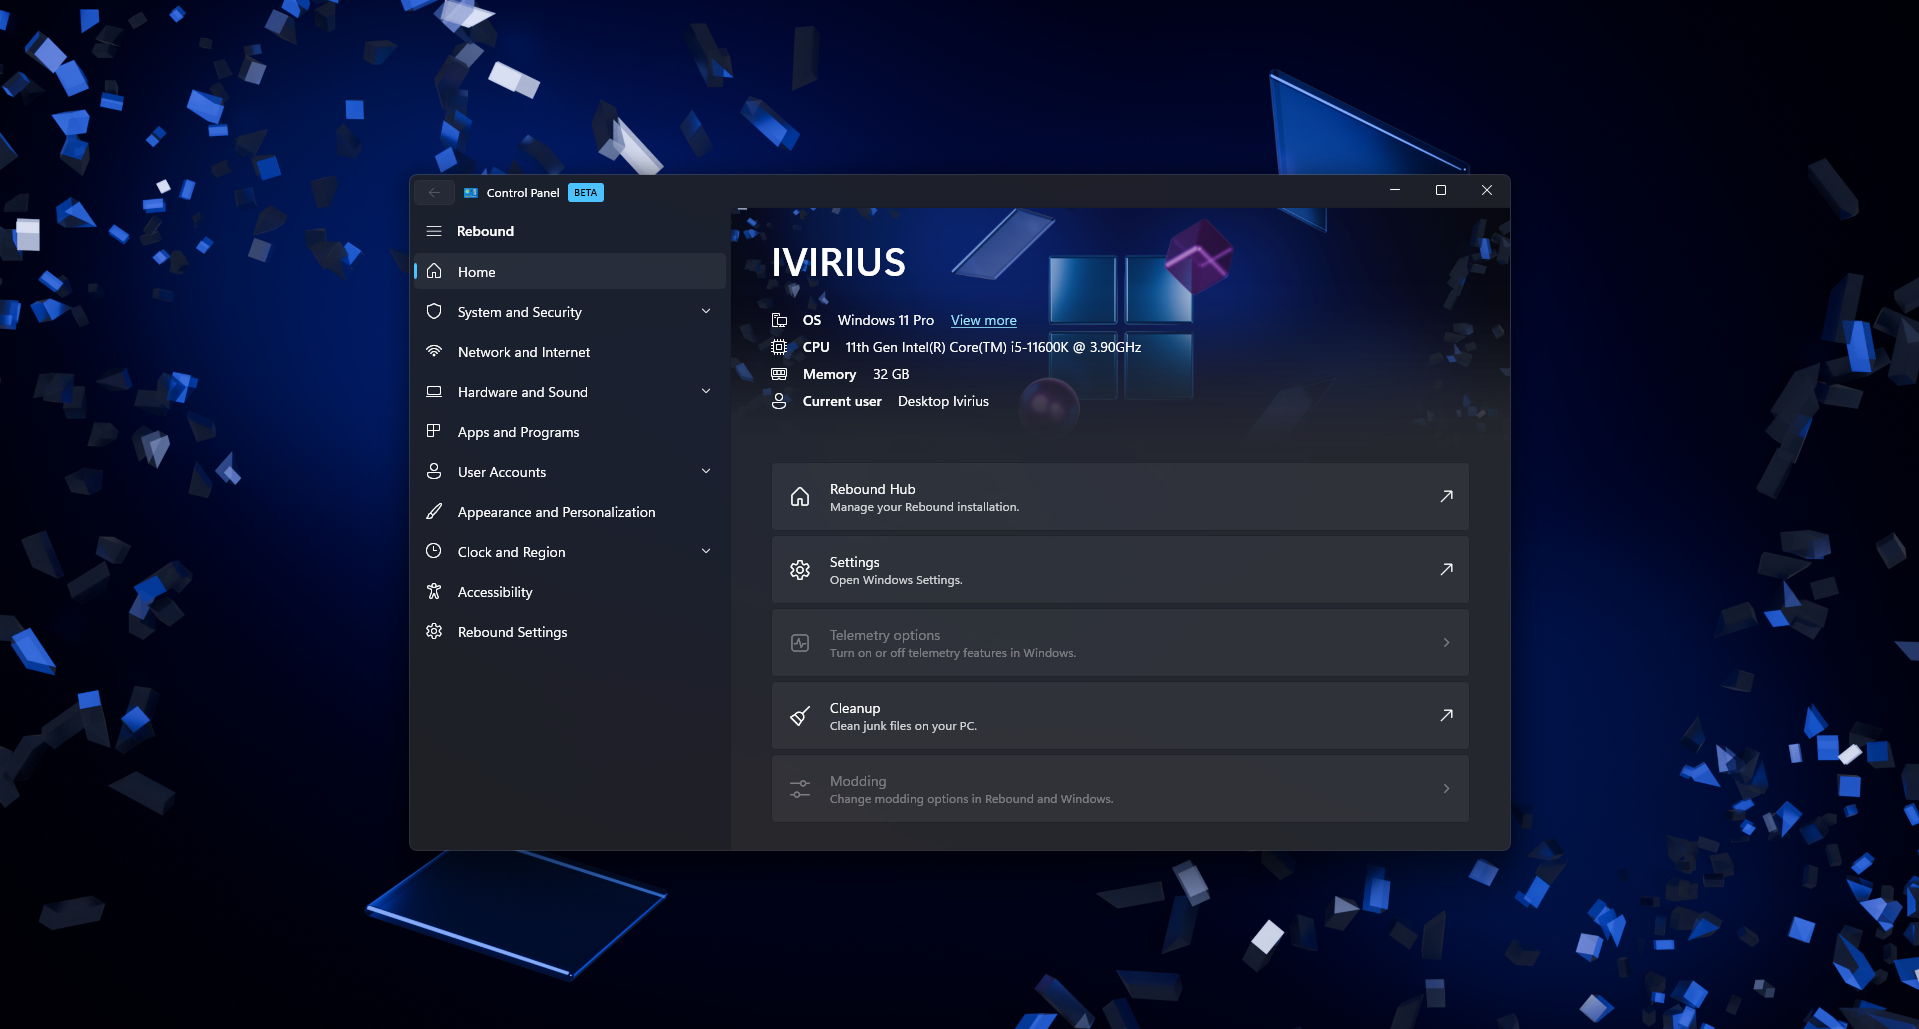 Control Panel BETA
Rebound
Home
System and Security
Network and Internet
Hardware and Sound
Apps and Programs
User Accounts
Appearance and Personalization
Clock and Region
Accessibility
Rebound Settings
IVIRIUS
OS Windows 11 Pro View more
CPU 11th Gen Intel(R) Core(TM) i5-11600K @ 3.90GHz
Memory 32 GB
Current user Desktop Ivirius
Rebound Hub
Manage your Rebound installation.
Settings
Open Windows Settings.
Telemetry options
Turn on or off telemetry features in Windows.
Cleanup
Clean junk files on your PC.
Modding
Change modding options in Rebound and Windows.